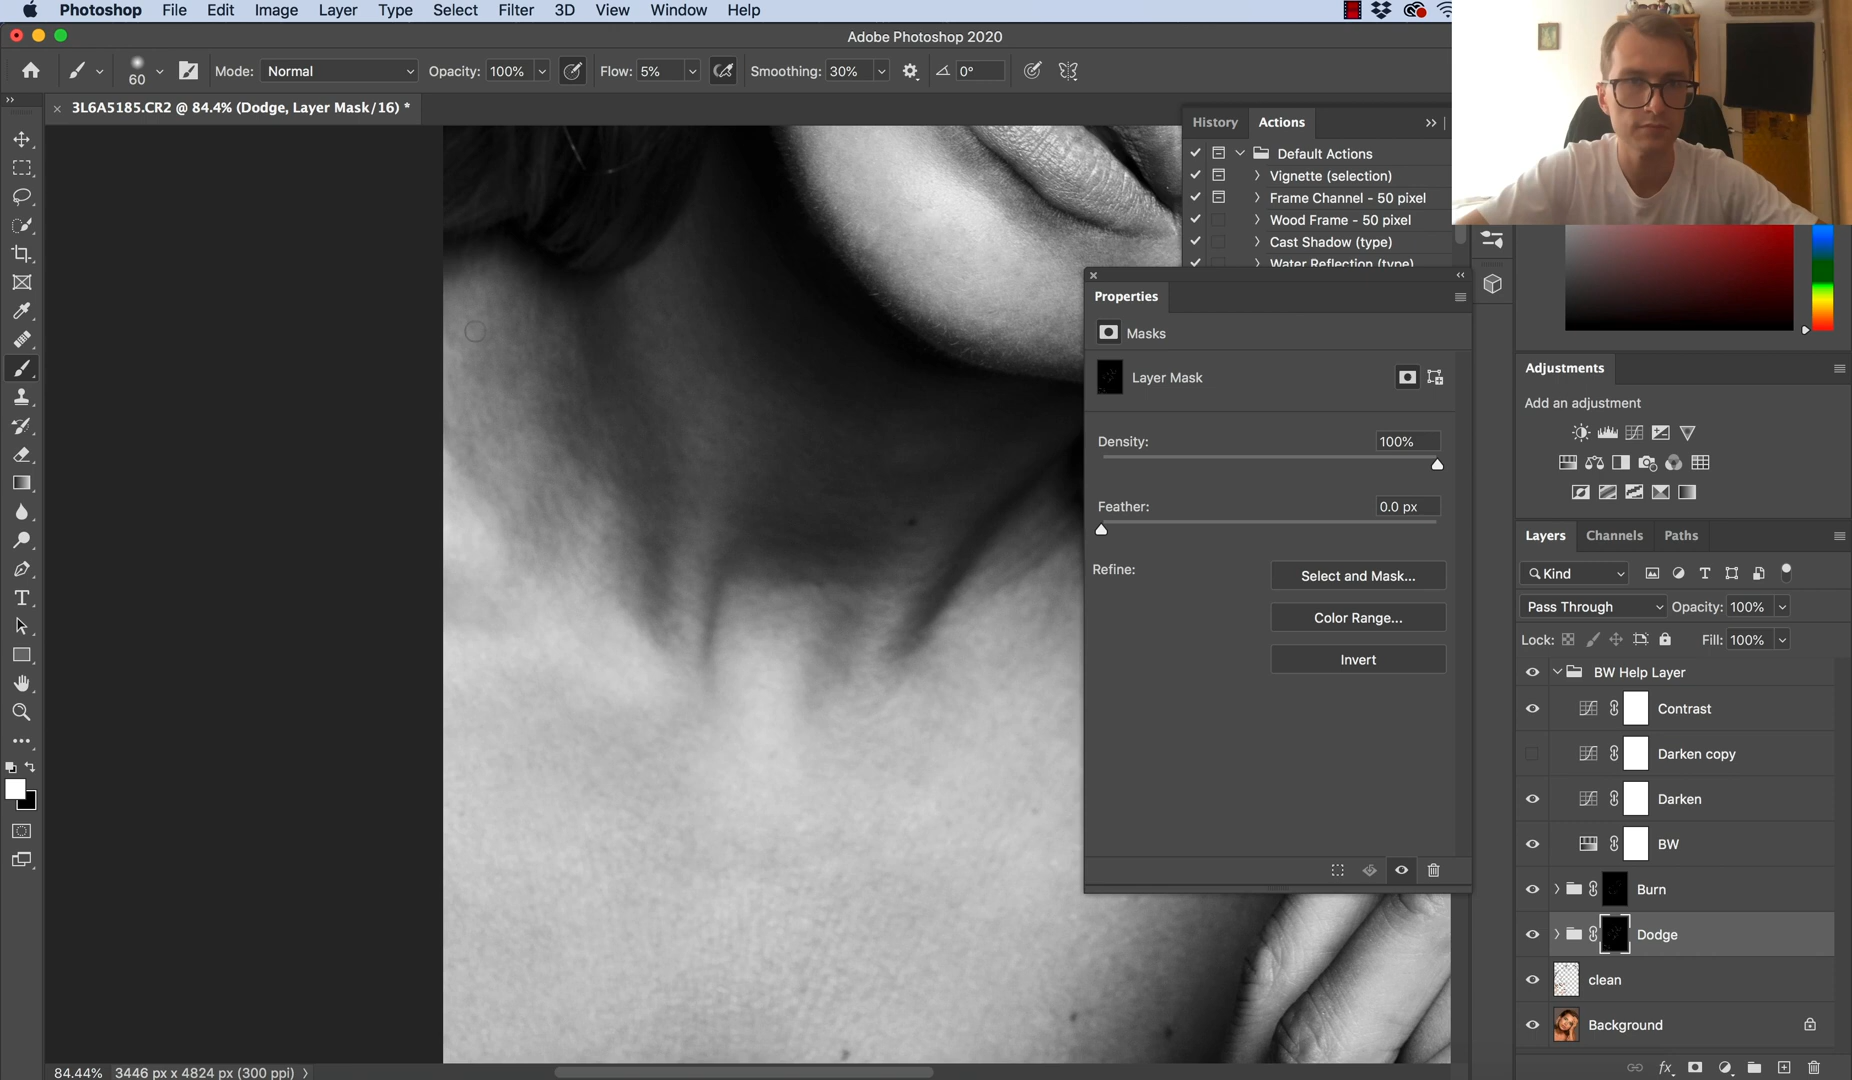 Photoshop File Edit Image Layer Type Select Filter 3D View Window Help
Adobe Photoshop 2020
60 Mode: Normal Opacity: 100% Flow: 5% Smoothing: 30% 0°
3L6A5185.CR2 @ 84.4% (Dodge, Layer Mask/16) *
History Actions
Default Actions
Vignette (selection)
Frame Channel - 50 pixel
Wood Frame - 50 pixel
Cast Shadow (type)
Water Reflection (type)
Properties
Masks
Layer Mask
Density: 100%
Feather: 0.0 px
Refine: Select and Mask...
Color Range...
Invert
Adjustments
Add an adjustment
Layers Channels Paths
Kind
Pass Through Opacity: 100%
Lock: Fill: 100%
BW Help Layer
Contrast
Darken copy
Darken
BW
Burn
Dodge
clean
Background
84.44% 3446 px x 4824 px (300 ppi)